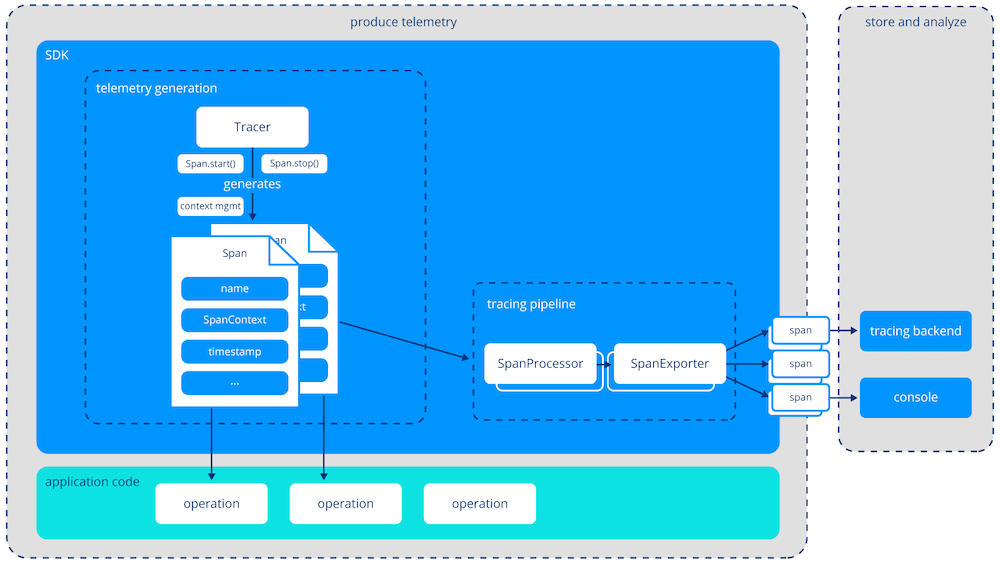 produce telemetry
store and analyze
SDK
telemetry generation
Tracer
Span.start()
Span.stop()
generates
context mgmt
Span
name
SpanContext
timestamp
...
tracing pipeline
SpanProcessor
SpanExporter
span
span
span
tracing backend
console
application code
operation
operation
operation